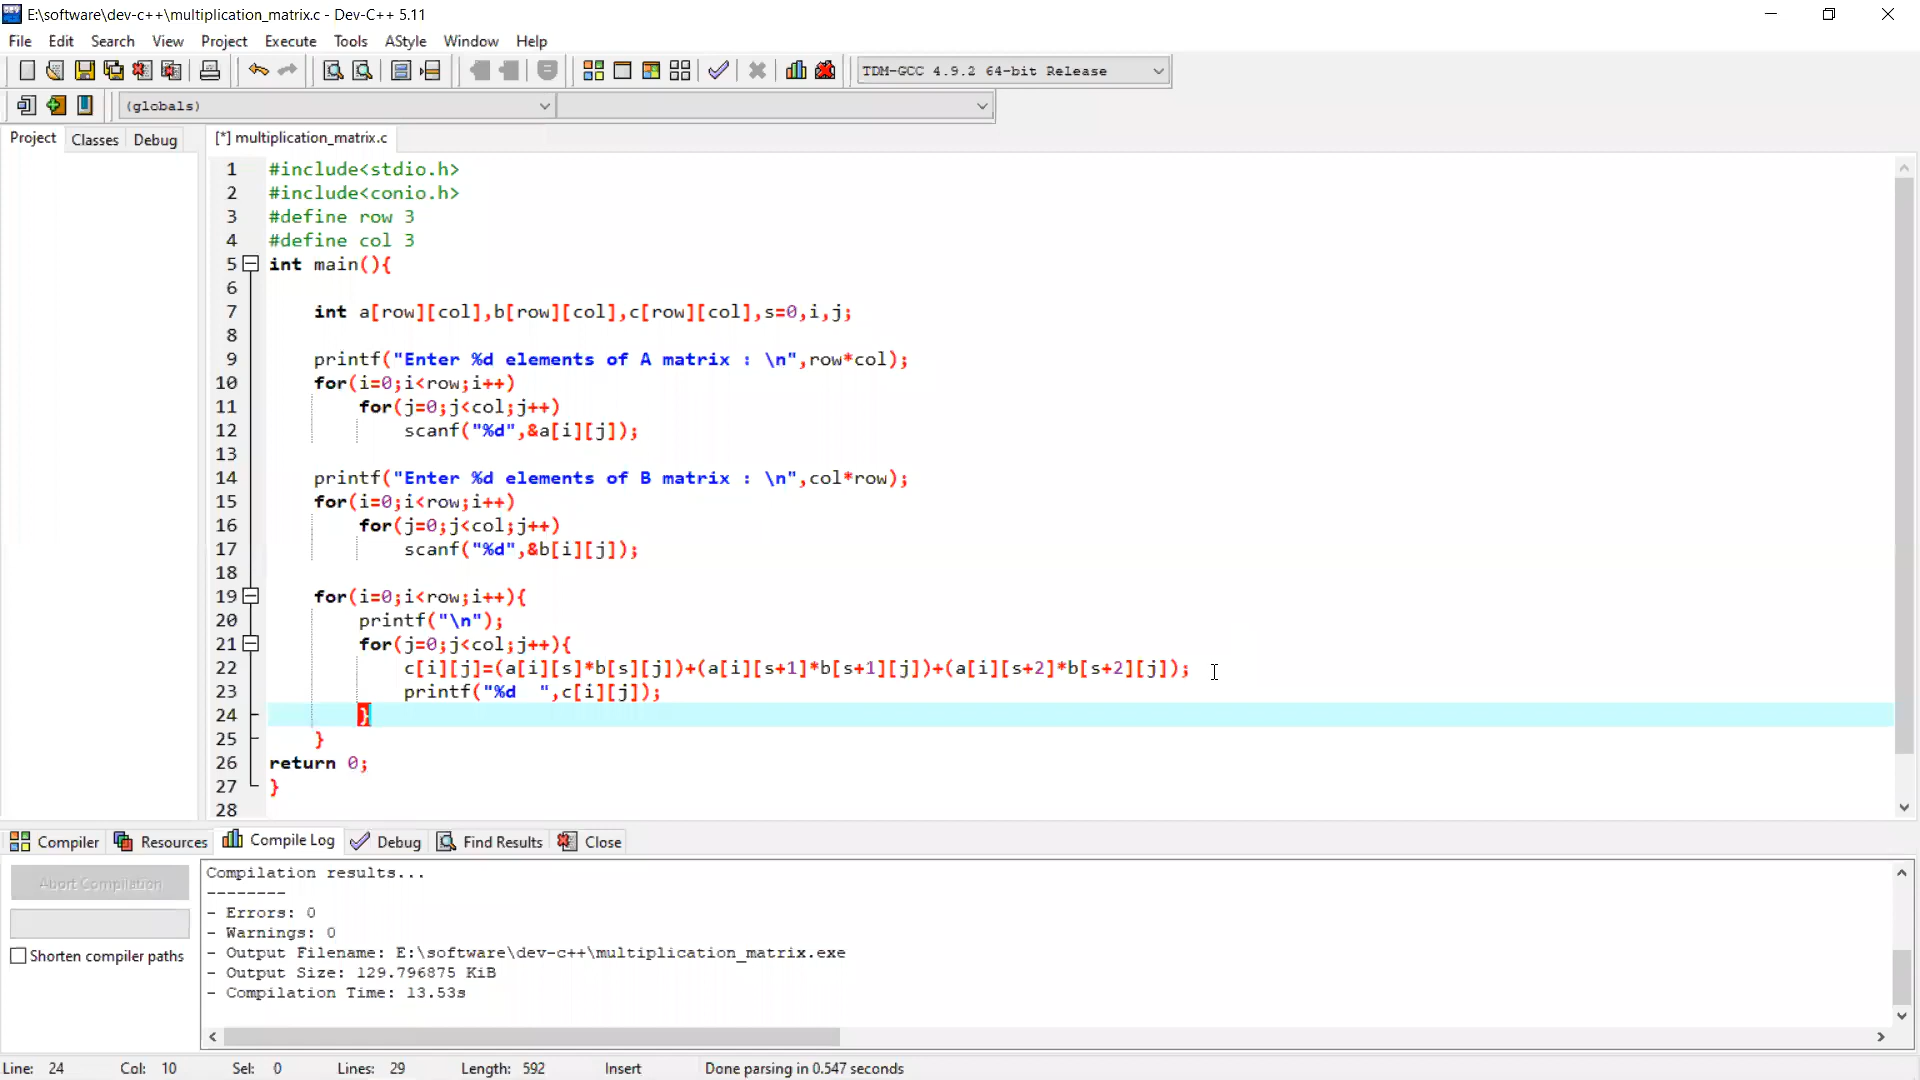 E:\software\dev-c++\multiplication_matrix.c - Dev-C++ 5.11
File Edit Search View Project Execute Tools AStyle Window Help
TDM-GCC 4.9.2 64-bit Release
(globals)
Project Classes Debug [*] multiplication_matrix.c
1 #include<stdio.h>
2 #include<conio.h>
3 #define row 3
4 #define col 3
5 int main(){
6
7 int a[row][col],b[row][col],c[row][col],s=0,i,j;
8
9 printf("Enter %d elements of A matrix : \n",row*col);
10 for(i=0;i<row;i++)
11 for(j=0;j<col;j++)
12 scanf("%d",&a[i][j]);
13
14 printf("Enter %d elements of B matrix : \n",col*row);
15 for(i=0;i<row;i++)
16 for(j=0;j<col;j++)
17 scanf("%d",&b[i][j]);
18
19 for(i=0;i<row;i++){
20 printf("\n");
21 for(j=0;j<col;j++){
22 c[i][j]=(a[i][s]*b[s][j])+(a[i][s+1]*b[s+1][j])+(a[i][s+2]*b[s+2][j]);
23 printf("%d  ",c[i][j]);
24 }
25 }
26 return 0;
27 }
28
Compiler Resources Compile Log Debug Find Results Close
Abort Compilation
Shorten compiler paths
Compilation results...
--------
- Errors: 0
- Warnings: 0
- Output Filename: E:\software\dev-c++\multiplication_matrix.exe
- Output Size: 129.796875 KiB
- Compilation Time: 13.53s
Line: 24 Col: 10 Sel: 0 Lines: 29 Length: 592 Insert Done parsing in 0.547 seconds